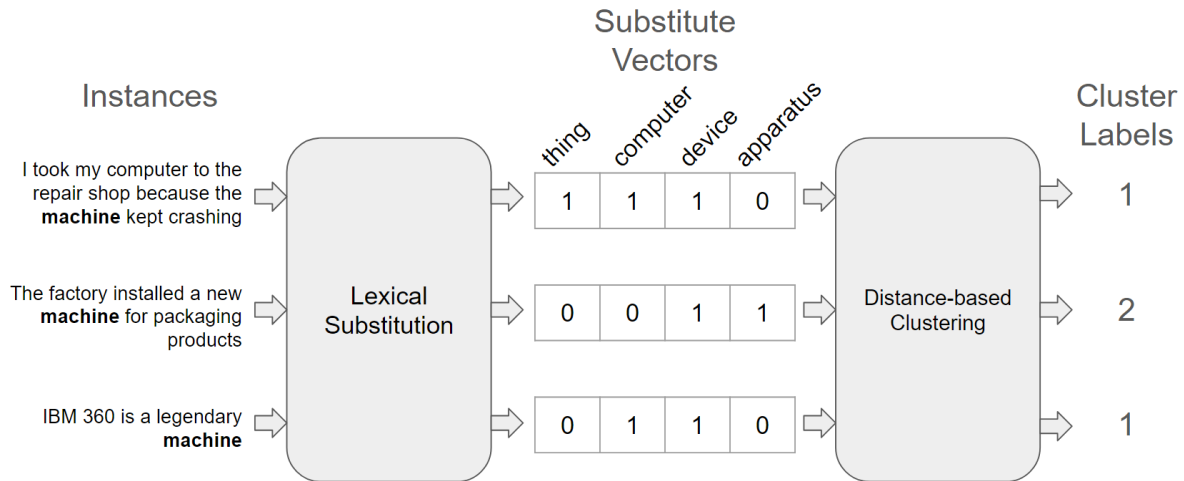 Substitute
Vectors
Instances
Cluster
Labels
thing
computer
device
apparatus
I took my computer to the
repair shop because the
machine kept crashing
1 1 1 0
1
The factory installed a new
machine for packaging
products
Lexical
Substitution
0 0 1 1
Distance-based
Clustering
2
IBM 360 is a legendary
machine
0 1 1 0
1